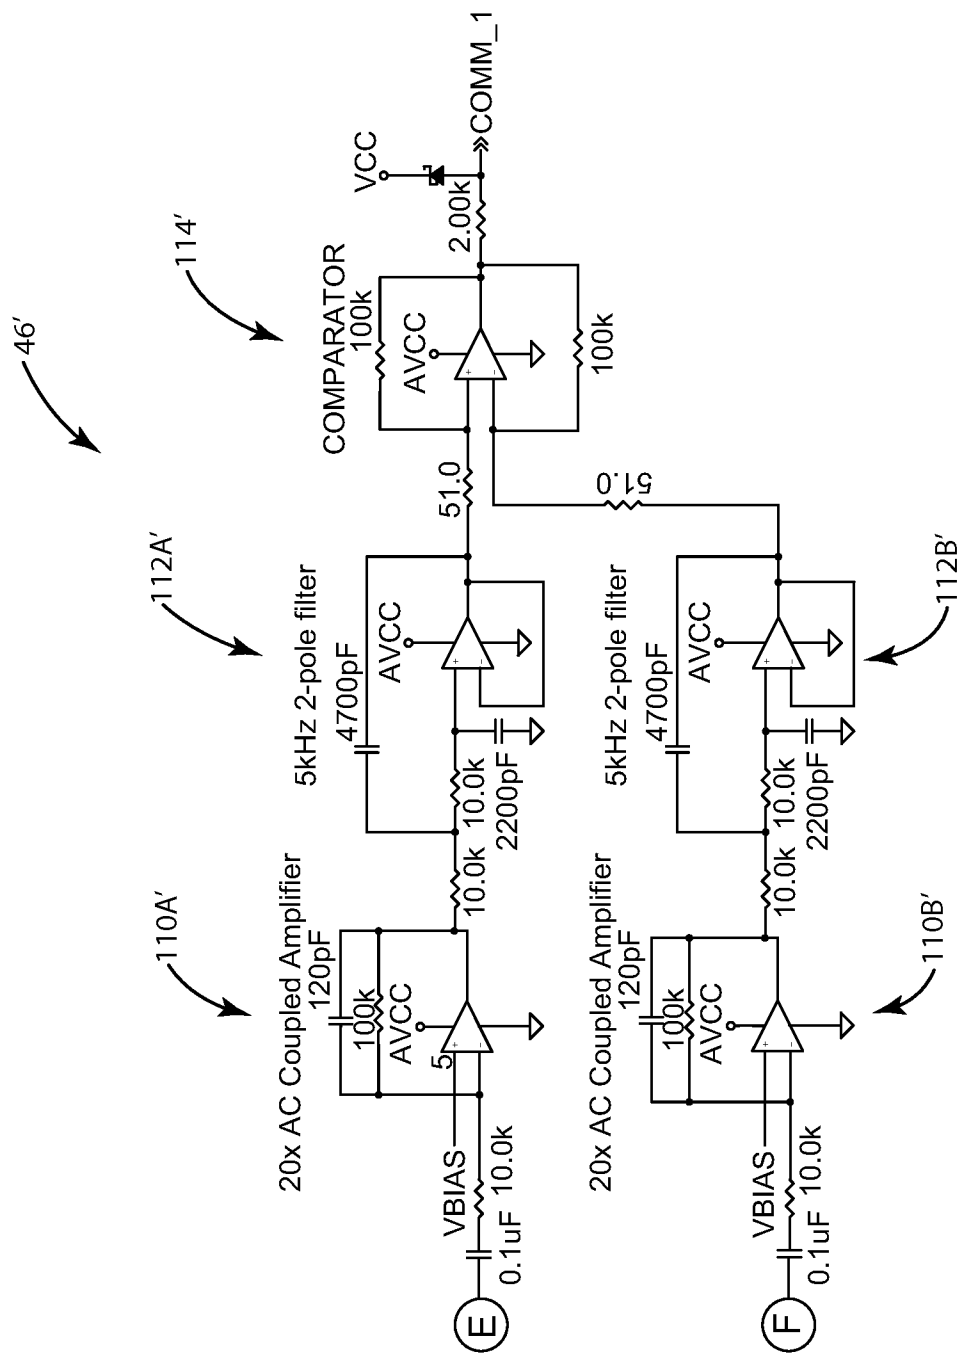 46'
110A'
112A'
114'
20x AC Coupled Amplifier
120pF
100k
AVCC
5
+
-
VBIAS
E
0.1uF
10.0k
5kHz 2-pole filter
4700pF
AVCC
+
-
10.0k
10.0k
2200pF
51.0
COMPARATOR
100k
AVCC
+
-
100k
2.00k
VCC
COMM_1
51.0
20x AC Coupled Amplifier
120pF
100k
AVCC
+
-
VBIAS
F
0.1uF
10.0k
5kHz 2-pole filter
4700pF
AVCC
+
-
10.0k
10.0k
2200pF
110B'
112B'